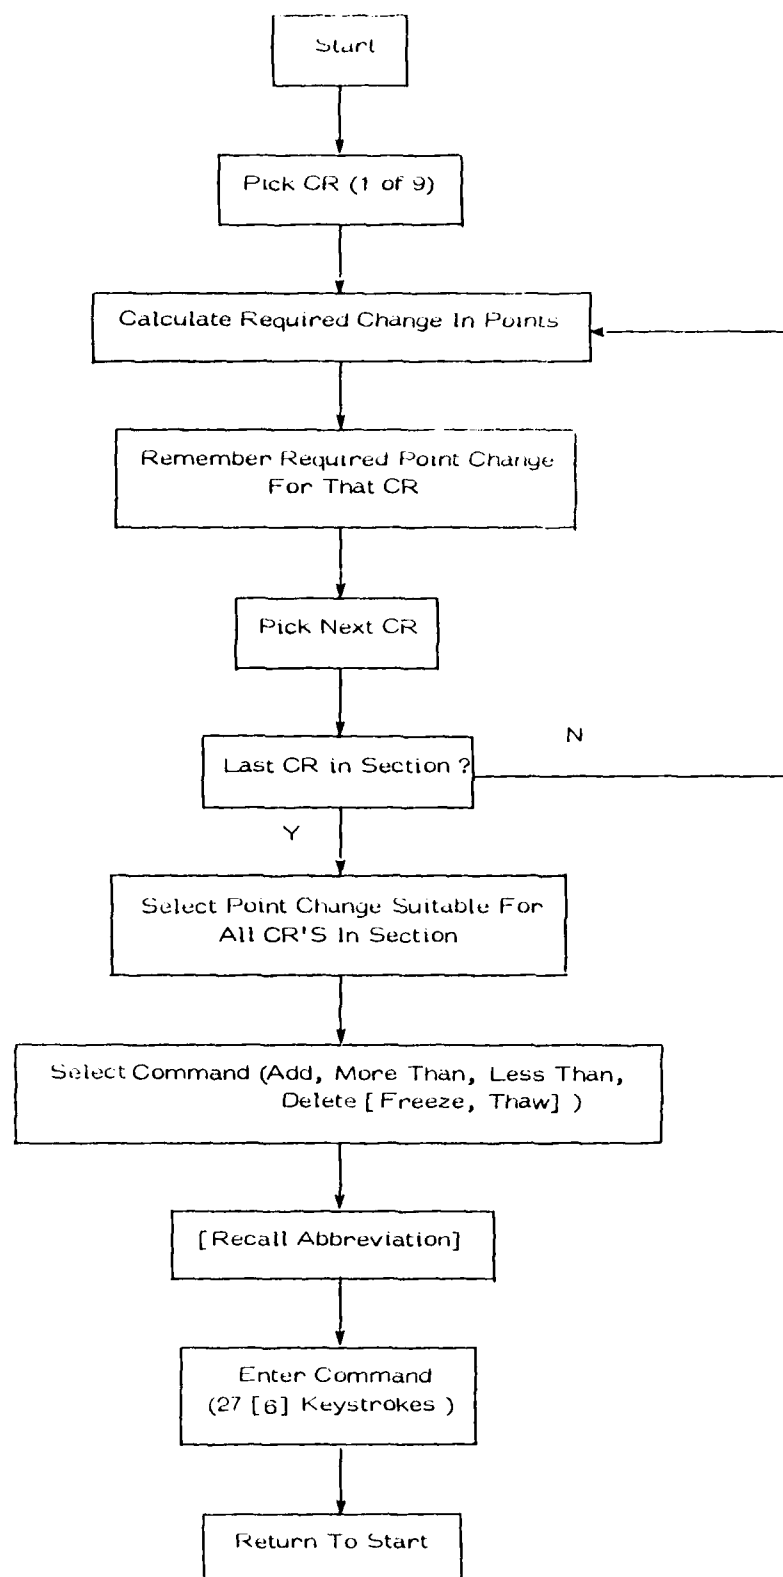 Start
Pick CR (1 of 9)
Calculate Required Change In Points
Remember Required Point Change
For That CR
Pick Next CR
Last CR in Section ?
N
Y
Select Point Change Suitable For
All CR'S In Section
Select Command (Add, More Than, Less Than,
Delete [Freeze, Thaw] )
[Recall Abbreviation]
Enter Command
(27 [6] Keystrokes )
Return To Start